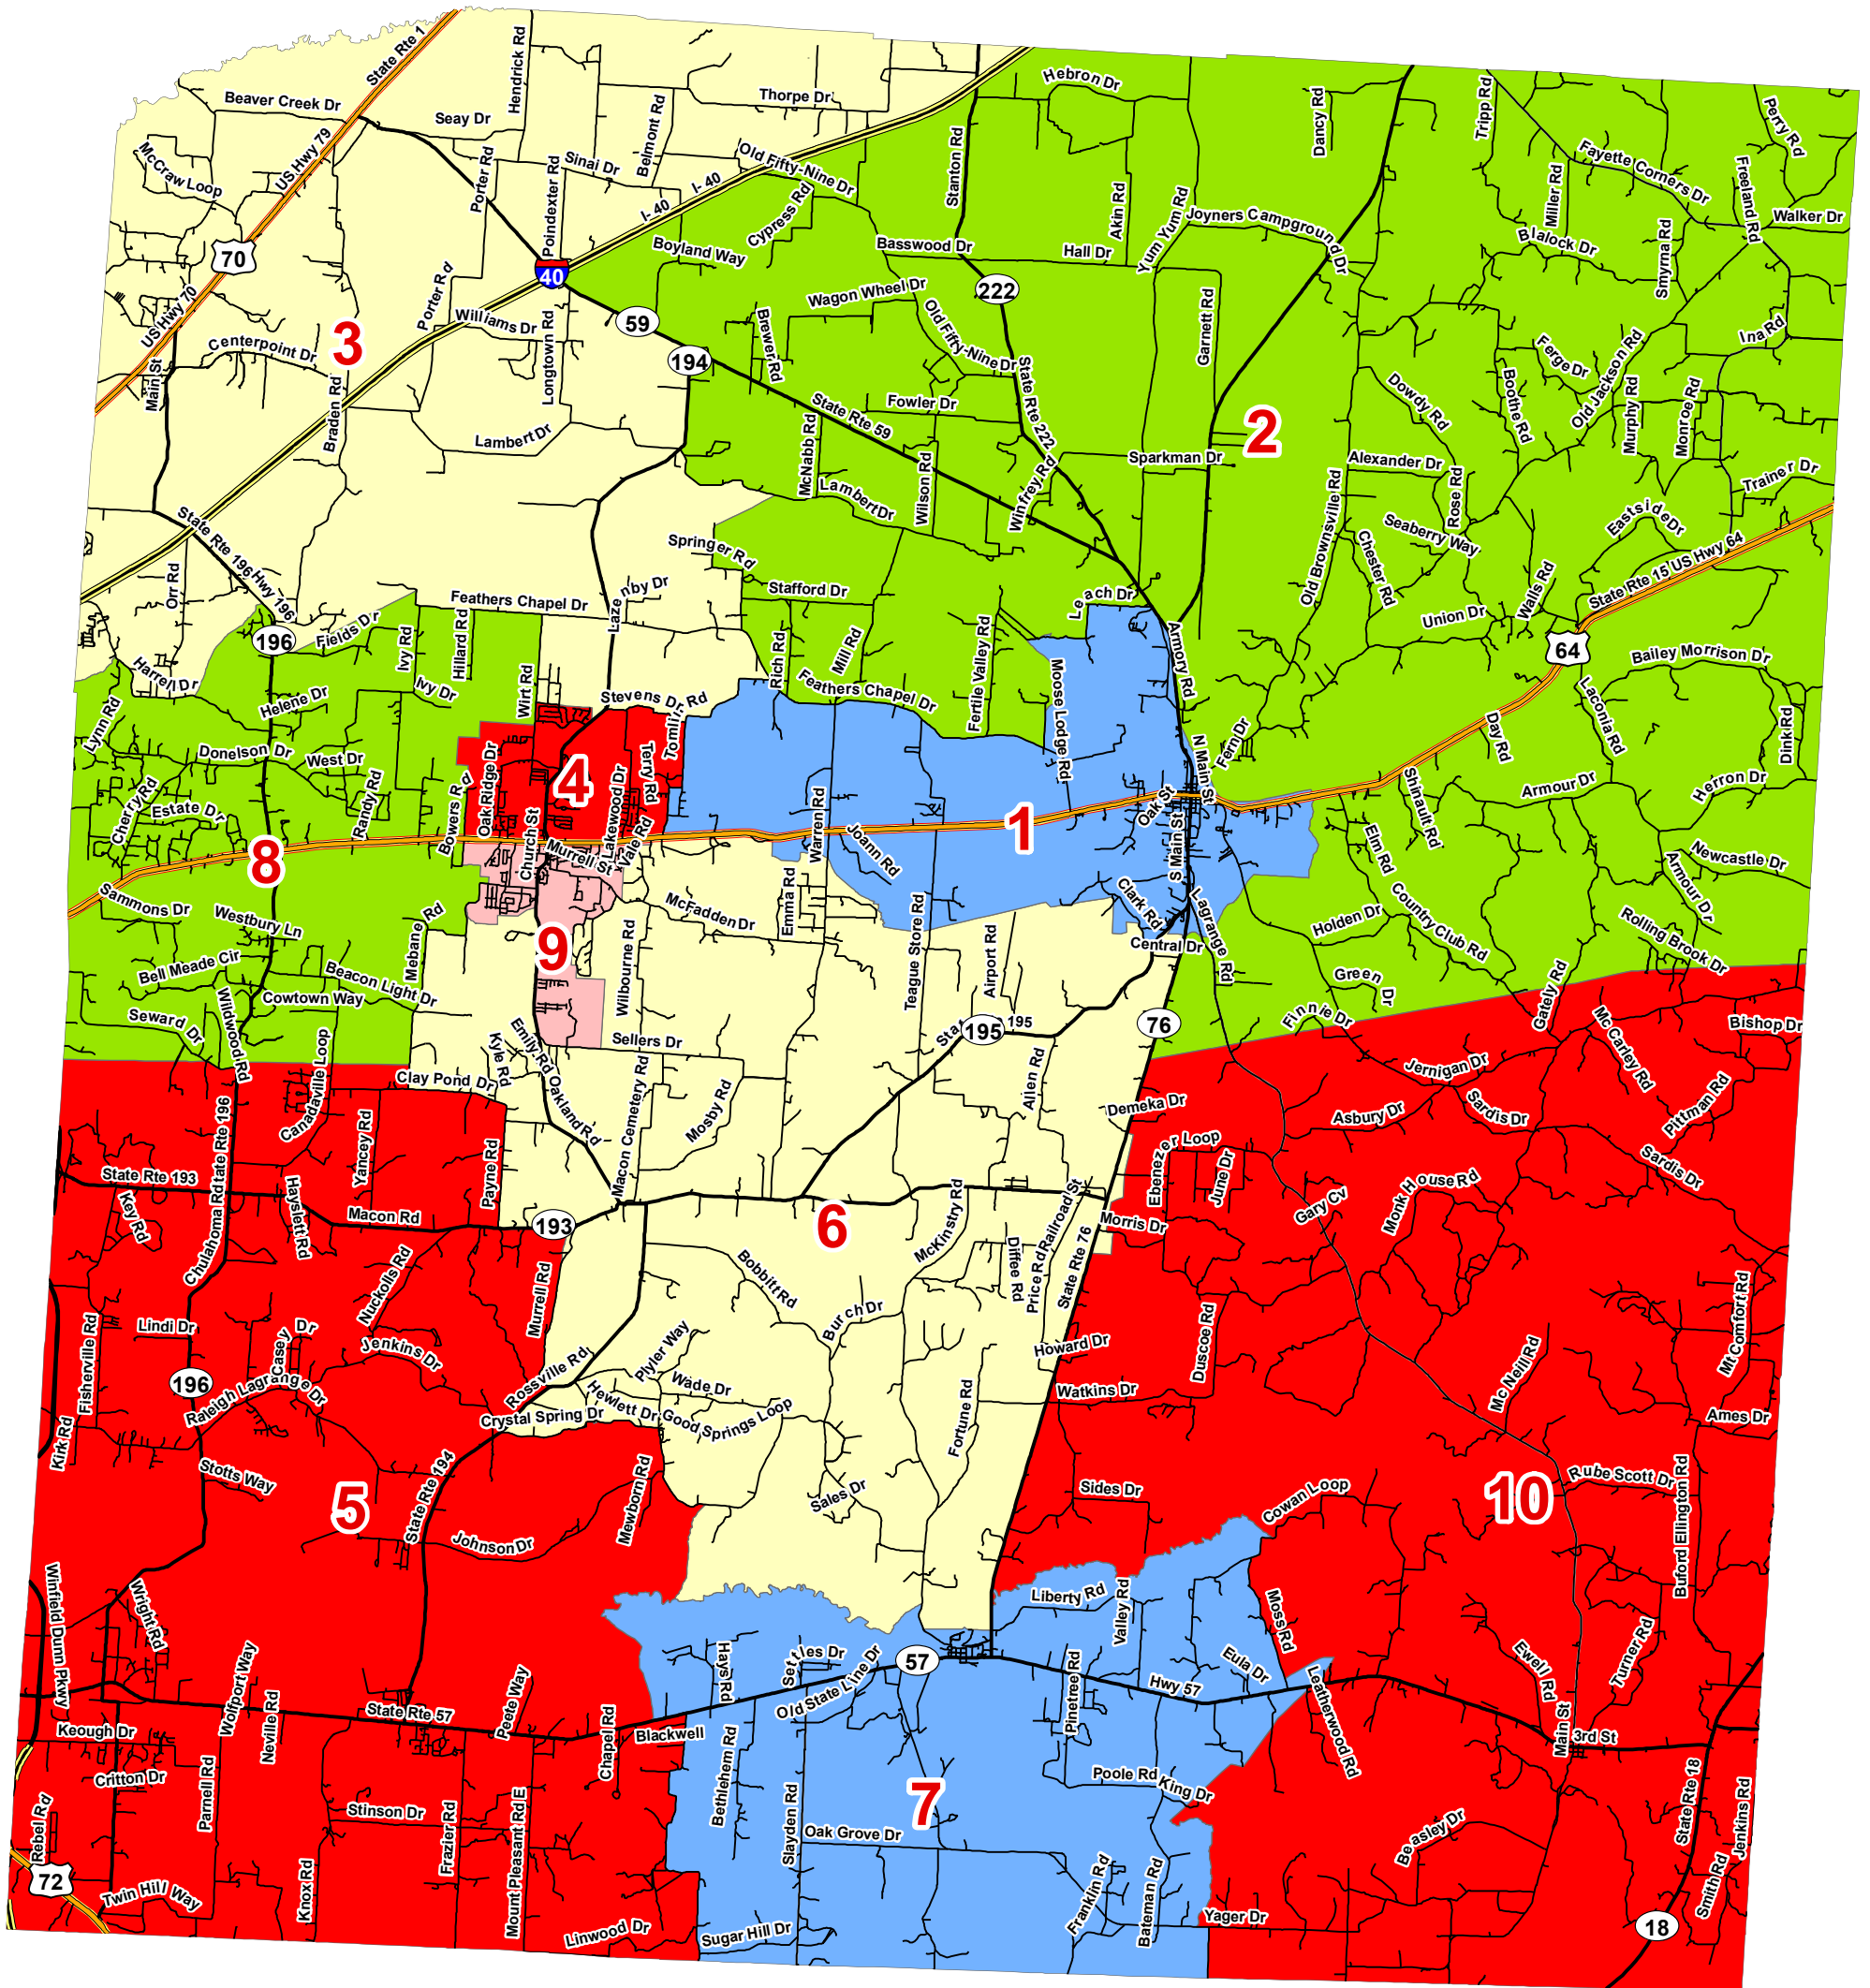 State Rte 1
Hendrick Rd
Beaver Creek Dr
Seay Dr
Belmont Rd
Thorpe Dr
Hebron Dr
Dancy Rd
Tripp Rd
Perry Rd
McCraw Loop
US Hwy 79
Porter Rd
Poindexter Rd
Sinai Dr
Old Fifty-Nine Dr
Stanton Rd
Fayette Corners Dr
Miller Rd
Freeland Rd
Walker Dr
I- 40
I- 40
Cypress Rd
Akin Rd
Yum Yum Rd
Joyners Campground Dr
Blalock Dr
Smyrna Rd
70
Boyland Way
Basswood Dr
Hall Dr
40
222
US Hwy 70
Porter Rd
Williams Dr
Longtown Rd
59
Wagon Wheel Dr
Old Fifty-Nine Dr
Brewer Rd
Garnett Rd
Ina Rd
3
Centerpoint Dr
Main St
Braden Rd
194
State Rte 59
Fowler Dr
State Rte 222
2
Ferge Dr
Old Jackson Rd
Boothe Rd
Dowdy Rd
Murphy Rd
Monroe Rd
Lambert Dr
McNabb Rd
Lambert Dr
Wilson Rd
Winfrey Rd
Sparkman Dr
Alexander Dr
Rose Rd
Trainer Dr
Old Brownsville Rd
Seaberry Way
Eastside Dr
State Rte 196
Hwy 196
Springer Rd
Chester Rd
Walls Rd
State Rte 15 US Hwy 64
Orr Rd
Feathers Chapel Dr
Lazenby Dr
Stafford Dr
Leach Dr
Union Dr
196
Fields Dr
Ivy Rd
Hillard Rd
Rich Rd
Mill Rd
Fertile Valley Rd
Armory Rd
64
Bailey Morrison Dr
Harrell Dr
Helene Dr
Ivy Dr
Wirt Rd
Stevens Dr Rd
Tomlin
Feathers Chapel Dr
Moose Lodge Rd
Laconia Rd
Lynn Rd
Donelson Dr
West Dr
Oak Ridge Dr
4
Terry Rd
Lakewood Dr
N Main St
Fern Dr
Day Rd
Dink Rd
Cherry Rd
Estate Dr
Randy Rd
Bowers Rd
Church St
Murrell St
Vale Rd
Warren Rd
Joann Rd
1
Oak St
S Main St
Shinault Rd
Armour Dr
Herron Dr
8
Elm Rd
Newcastle Dr
Armour Dr
Sammons Dr
Westbury Ln
Mebane Rd
9
McFadden Dr
Emma Rd
Teague Store Rd
Clark Rd
Lagrange Rd
Central Dr
Holden Dr
Country Club Rd
Rolling Brook Dr
Bell Meade Cir
Beacon Light Dr
Wilbourne Rd
Airport Rd
Green Dr
Gately Rd
Cowtown Way
Wildwood Rd
Seward Dr
195
195
76
Finnie Dr
McCarley Rd
Bishop Dr
Sellers Dr
Emily Rd
Kyle Rd
Oakland Rd
Canadaville Loop
Clay Pond Dr
Macon Cemetery Rd
Mosby Rd
Allen Rd
Jernigan Dr
Pittman Rd
Yancey Rd
Demeka Dr
Asbury Dr
Sardis Dr
State Rte 193
Key Rd
Chulahoma Rd
State Rte 196
Hayslett Rd
Payne Rd
Ebenezer Loop
June Dr
Sardis Dr
Macon Rd
193
6
McKinstry Rd
Railroad St
Morris Dr
Gary Cv
Monk House Rd
Nuckolls Rd
Murrell Rd
Bobbitt Rd
Diffee Rd
Price Rd
State Rte 76
Fisherville Rd
Lindi Dr
Casey Dr
Jenkins Dr
Burch Dr
Howard Dr
Duscoe Rd
Mt Comfort Rd
196
Raleigh Lagrange Dr
Rossville Rd
Plyler Way
Wade Dr
Watkins Dr
McNeill Rd
Crystal Spring Dr
Hewlett Dr
Good Springs Loop
Fortune Rd
Ames Dr
Kirk Rd
Stotts Way
State Rte 194
Mewborn Rd
Sales Dr
Sides Dr
Cowan Loop
10
Rube Scott Dr
Buford Ellington Rd
5
Johnson Dr
Winfield Dunn Pkwy
Wright Rd
Liberty Rd
Valley Rd
Moss Rd
Wolfport Way
Neville Rd
State Rte 57
Peete Way
Hays Rd
Settles Dr
Old State Line Dr
57
Pinetree Rd
Hwy 57
Eula Dr
Leatherwood Rd
Ewell Rd
Turner Rd
Keough Dr
Chapel Rd
Blackwell
Main St
3rd St
Critton Dr
Parnell Rd
Bethlehem Rd
7
Poole Rd
King Dr
Rebel Rd
Stinson Dr
Frazier Rd
Mount Pleasant Rd E
Slayden Rd
Oak Grove Dr
Beasley Dr
State Rte 18
Jenkins Rd
72
Twin Hill Way
Knox Rd
Linwood Dr
Sugar Hill Dr
Franklin Rd
Bateman Rd
Yager Dr
Smith Rd
18